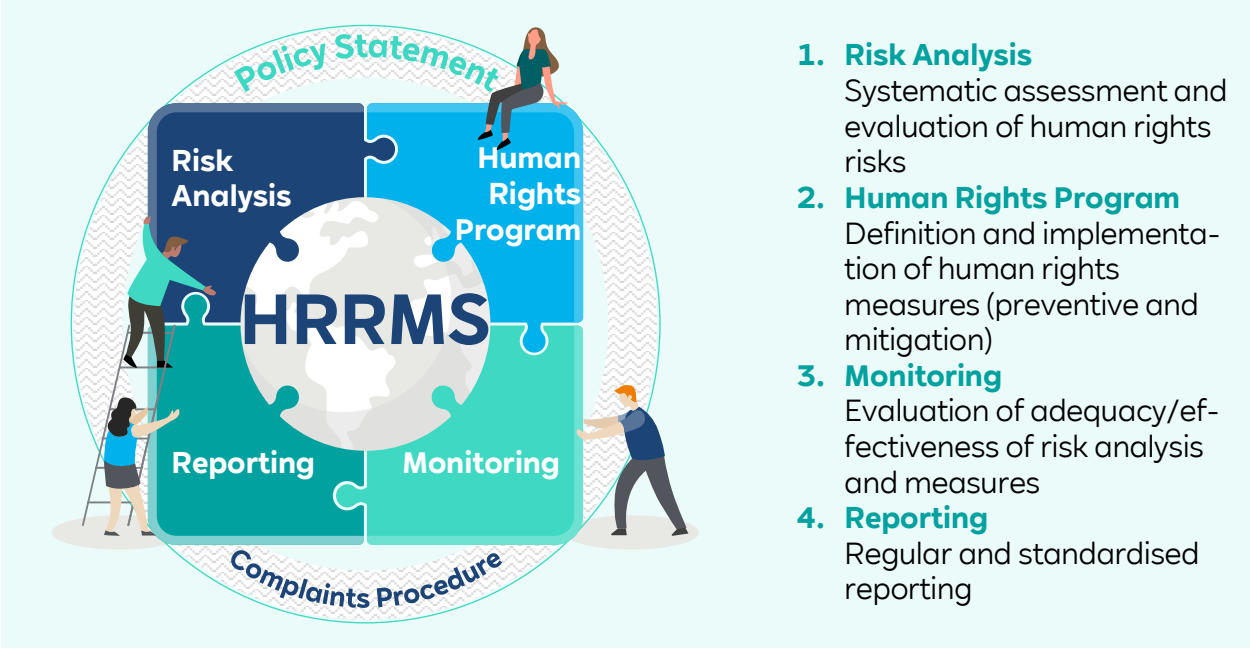 Policy Statement
Risk
Analysis
Human
Rights
Program
HRRMS
Reporting
Monitoring
Complaints Procedure
1. Risk Analysis
Systematic assessment and
evaluation of human rights
risks
2. Human Rights Program
Definition and implementa-
tion of human rights
measures (preventive and
mitigation)
3. Monitoring
Evaluation of adequacy/ef-
fectiveness of risk analysis
and measures
4. Reporting
Regular and standardised
reporting